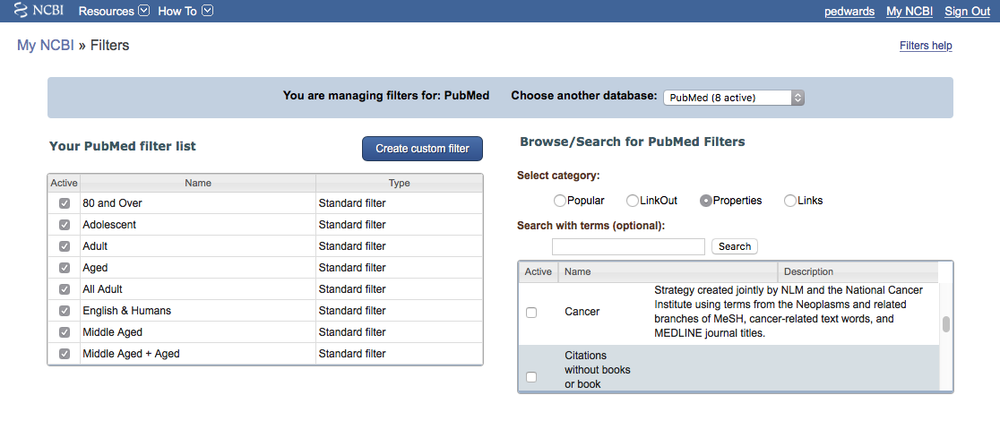 NCBI Resources How To pedwards My NCBI Sign Out
My NCBI » Filters Filters help
You are managing filters for: PubMed Choose another database: PubMed (8 active)
Your PubMed filter list
Create custom filter
Active Name Type
80 and Over Standard filter
Adolescent Standard filter
Adult Standard filter
Aged Standard filter
All Adult Standard filter
English & Humans Standard filter
Middle Aged Standard filter
Middle Aged + Aged Standard filter
Browse/Search for PubMed Filters
Select category:
Popular LinkOut Properties Links
Search with terms (optional):
Search
Active Name Description
Cancer
Strategy created jointly by NLM and the National Cancer
Institute using terms from the Neoplasms and related
branches of MeSH, cancer-related text words, and
MEDLINE journal titles.
Citations
without books
or book